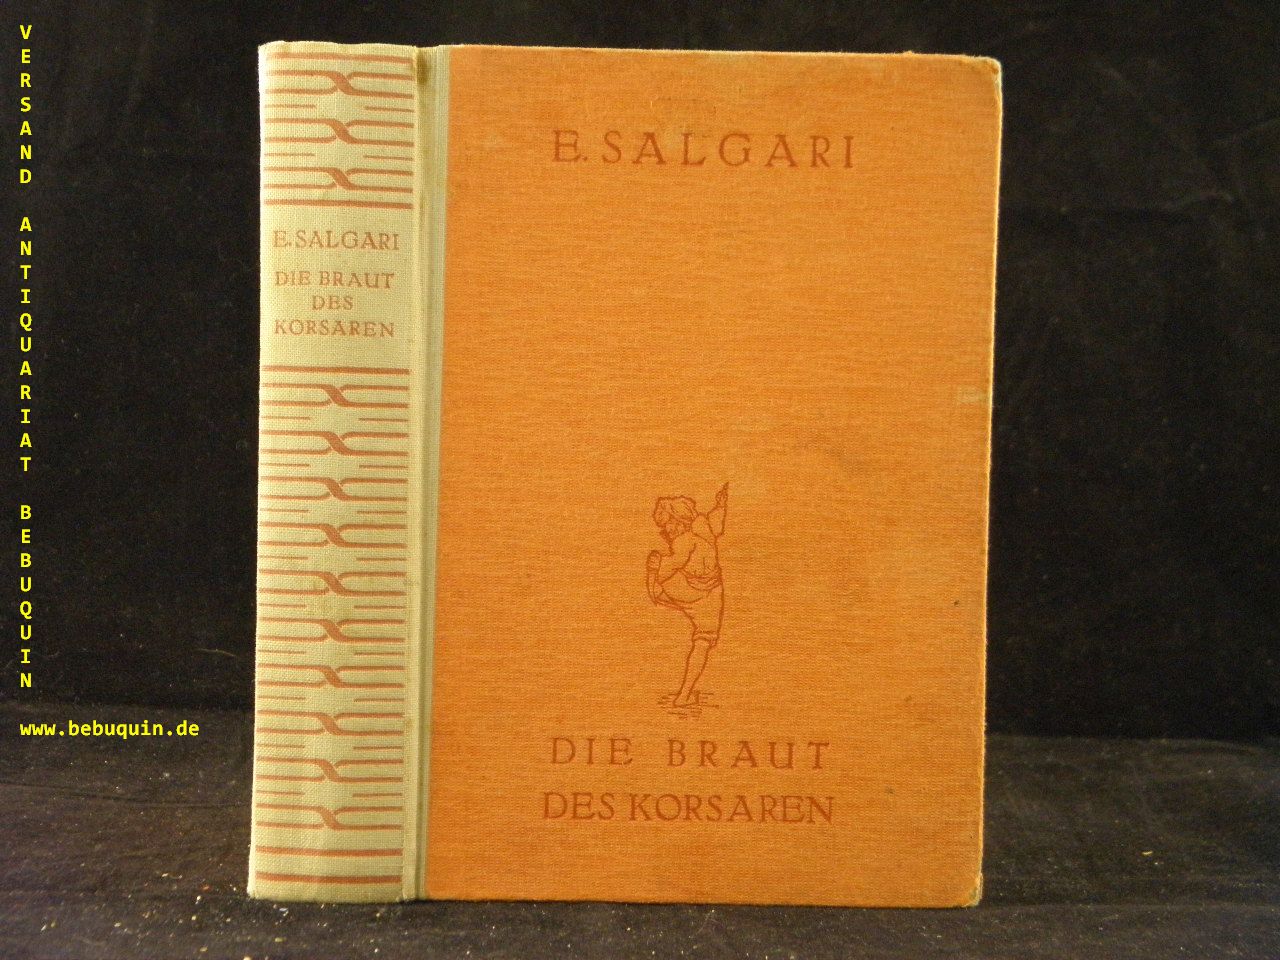 VERSAND ANTIQUARIAT BEBUQUIN
www.bebuquin.de
E. SALGARI
DIE BRAUT
DES
KORSAREN
E. SALGARI
DIE BRAUT
DES KORSAREN